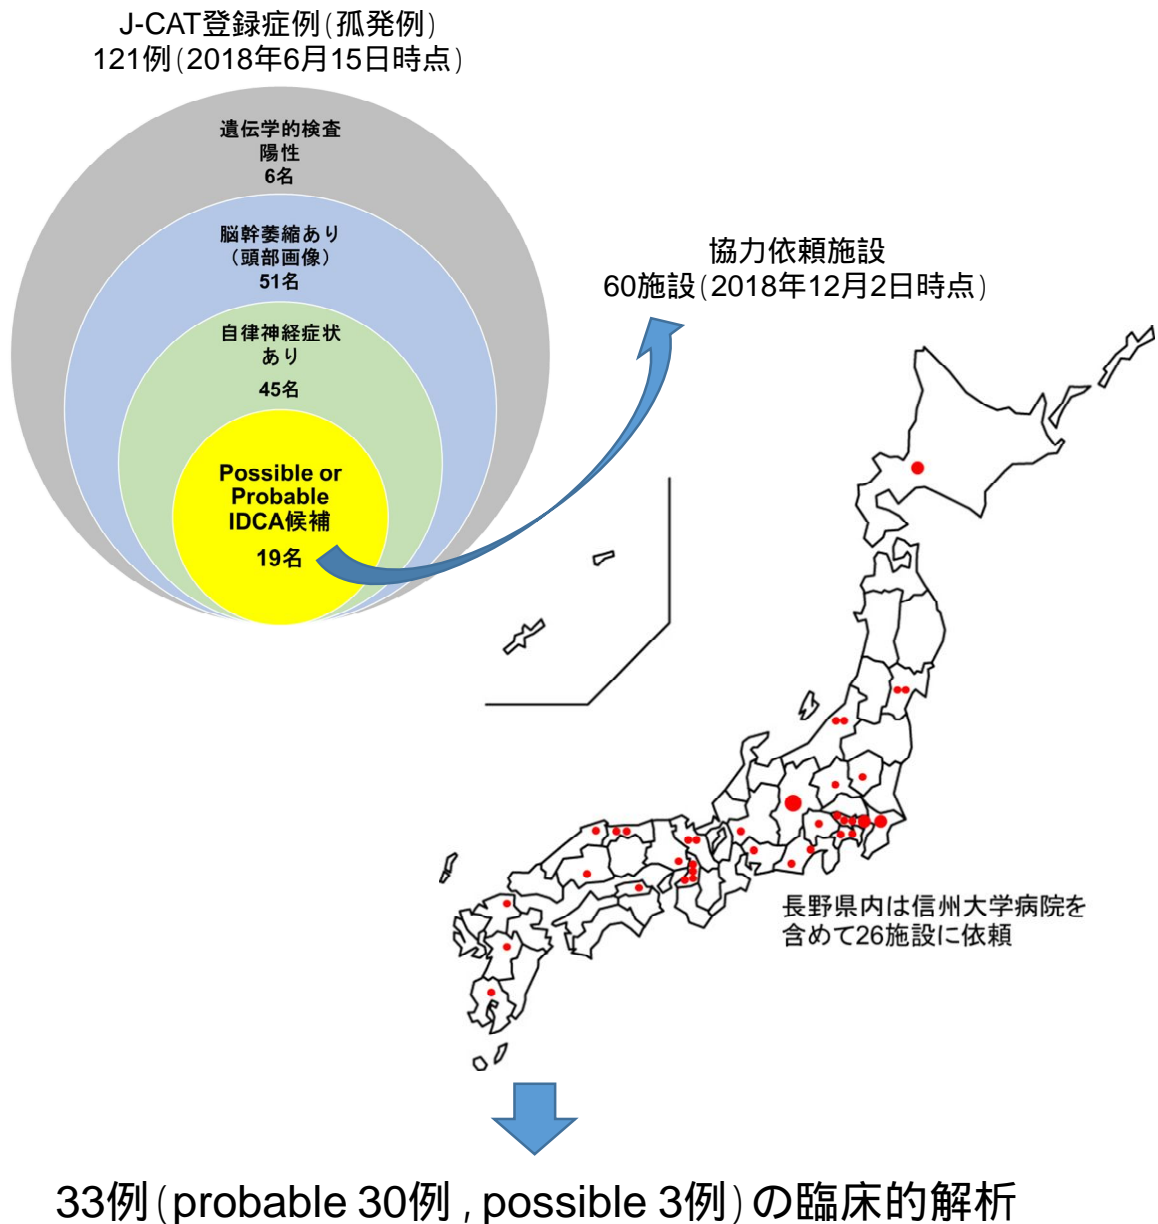 J-CAT登録症例(孤発例)
121例(2018年6月15日時点)
遺伝学的検査
陽性
6名
脳幹萎縮あり
(頭部画像)
51名
自律神経症状
あり
45名
Possible or
Probable
IDCA候補
19名
協力依頼施設
60施設(2018年12月2日時点)
長野県内は信州大学病院を
含めて26施設に依頼
33例(probable 30例 , possible 3例)の臨床的解析